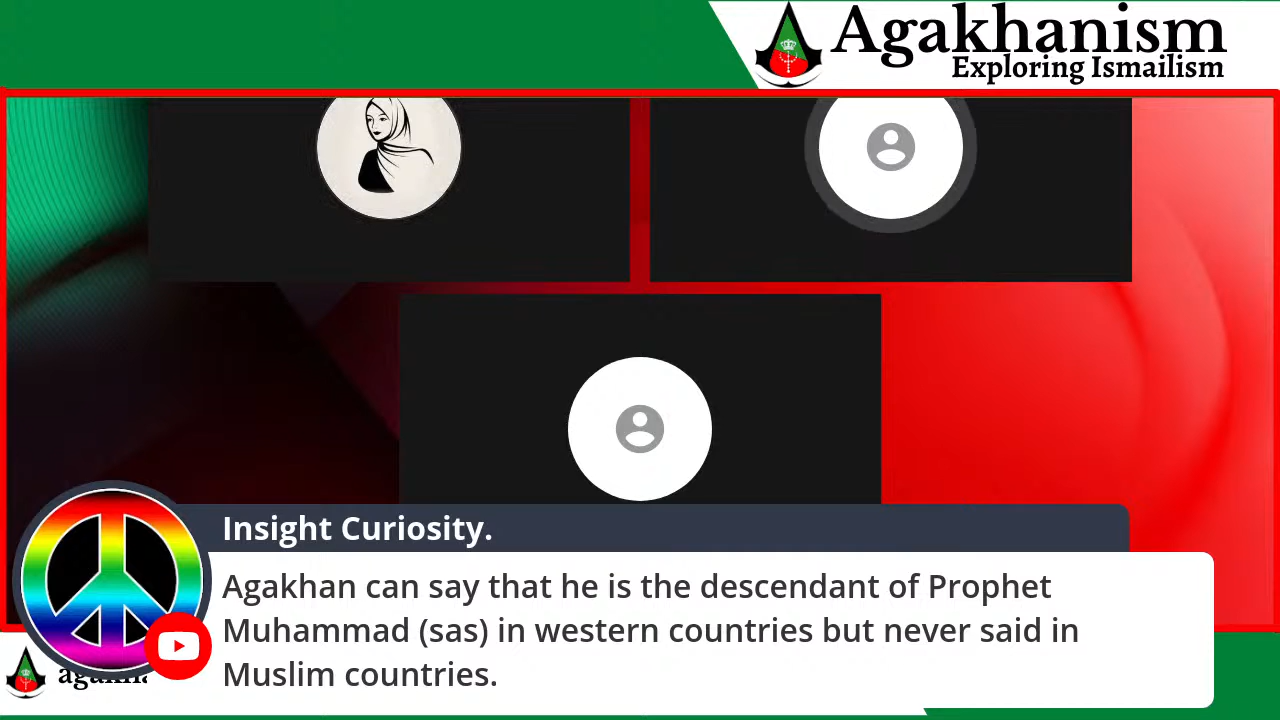 Agakhanism
Exploring Ismailism
Insight Curiosity.
Agakhan can say that he is the descendant of Prophet
Muhammad (sas) in western countries but never said in
Muslim countries.